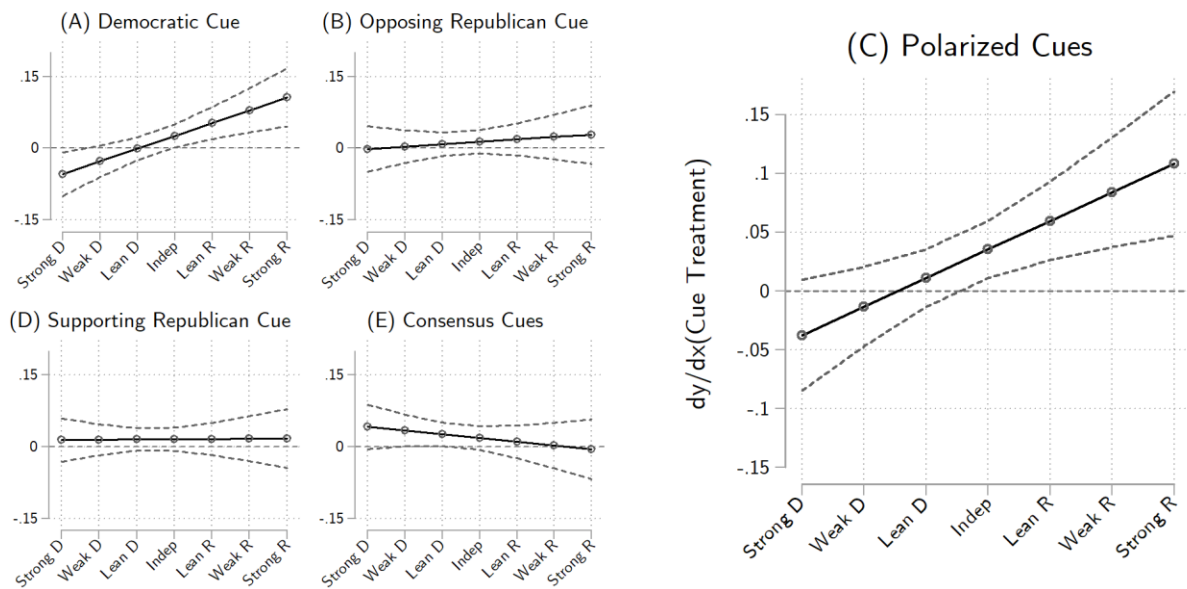 (A) Democratic Cue
.15
0
-.15
Strong D
Weak D
Lean D
Indep
Lean R
Weak R
Strong R
(B) Opposing Republican Cue
.15
0
-.15
Strong D
Weak D
Lean D
Indep
Lean R
Weak R
Strong R
(D) Supporting Republican Cue
.15
0
-.15
Strong D
Weak D
Lean D
Indep
Lean R
Weak R
Strong R
(E) Consensus Cues
.15
0
-.15
Strong D
Weak D
Lean D
Indep
Lean R
Weak R
Strong R
(C) Polarized Cues
dy/dx(Cue Treatment)
.15
.1
.05
0
-.05
-.1
-.15
Strong D
Weak D
Lean D
Indep
Lean R
Weak R
Strong R